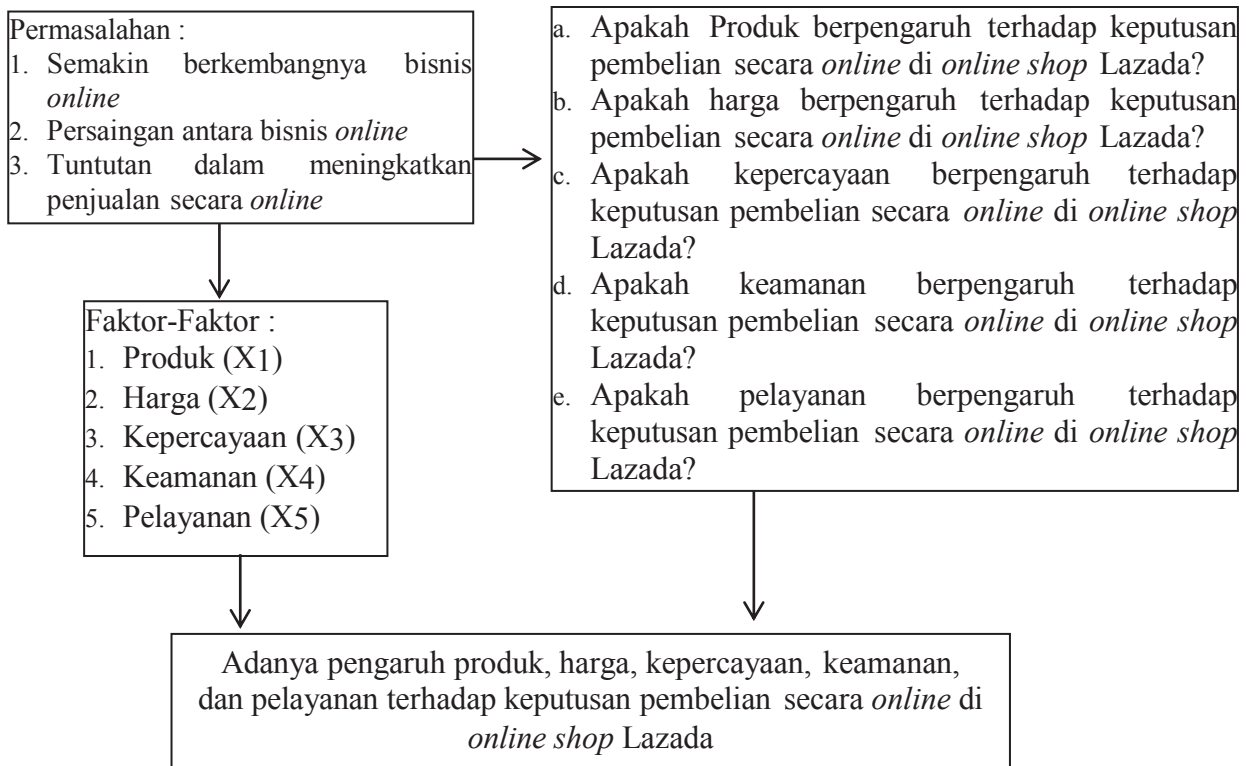 Permasalahan :
1. Semakin berkembangnya bisnis
online
2. Persaingan antara bisnis online
3. Tuntutan dalam meningkatkan
penjualan secara online
a. Apakah Produk berpengaruh terhadap keputusan
pembelian secara online di online shop Lazada?
b. Apakah harga berpengaruh terhadap keputusan
pembelian secara online di online shop Lazada?
c. Apakah kepercayaan berpengaruh terhadap
keputusan pembelian secara online di online shop
Lazada?
d. Apakah keamanan berpengaruh terhadap
keputusan pembelian secara online di online shop
Lazada?
e. Apakah pelayanan berpengaruh terhadap
keputusan pembelian secara online di online shop
Lazada?
Faktor-Faktor :
1. Produk (X1)
2. Harga (X2)
3. Kepercayaan (X3)
4. Keamanan (X4)
5. Pelayanan (X5)
Adanya pengaruh produk, harga, kepercayaan, keamanan,
dan pelayanan terhadap keputusan pembelian secara online di
online shop Lazada